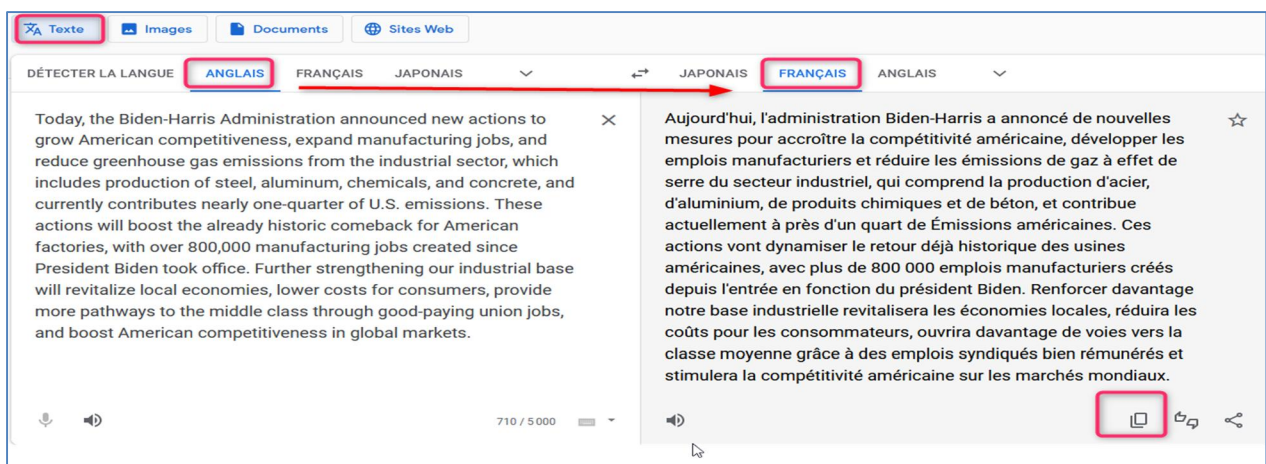 Texte Images Documents Sites Web
DÉTECTER LA LANGUE ANGLAIS FRANÇAIS JAPONAIS JAPONAIS FRANÇAIS ANGLAIS
Today, the Biden-Harris Administration announced new actions to
grow American competitiveness, expand manufacturing jobs, and
reduce greenhouse gas emissions from the industrial sector, which
includes production of steel, aluminum, chemicals, and concrete, and
currently contributes nearly one-quarter of U.S. emissions. These
actions will boost the already historic comeback for American
factories, with over 800,000 manufacturing jobs created since
President Biden took office. Further strengthening our industrial base
will revitalize local economies, lower costs for consumers, provide
more pathways to the middle class through good-paying union jobs,
and boost American competitiveness in global markets.
710 / 5 000
Aujourd'hui, l'administration Biden-Harris a annoncé de nouvelles
mesures pour accroître la compétitivité américaine, développer les
emplois manufacturiers et réduire les émissions de gaz à effet de
serre du secteur industriel, qui comprend la production d'acier,
d'aluminium, de produits chimiques et de béton, et contribue
actuellement à près d'un quart de Émissions américaines. Ces
actions vont dynamiser le retour déjà historique des usines
américaines, avec plus de 800 000 emplois manufacturiers créés
depuis l'entrée en fonction du président Biden. Renforcer davantage
notre base industrielle revitalisera les économies locales, réduira les
coûts pour les consommateurs, ouvrira davantage de voies vers la
classe moyenne grâce à des emplois syndiqués bien rémunérés et
stimulera la compétitivité américaine sur les marchés mondiaux.